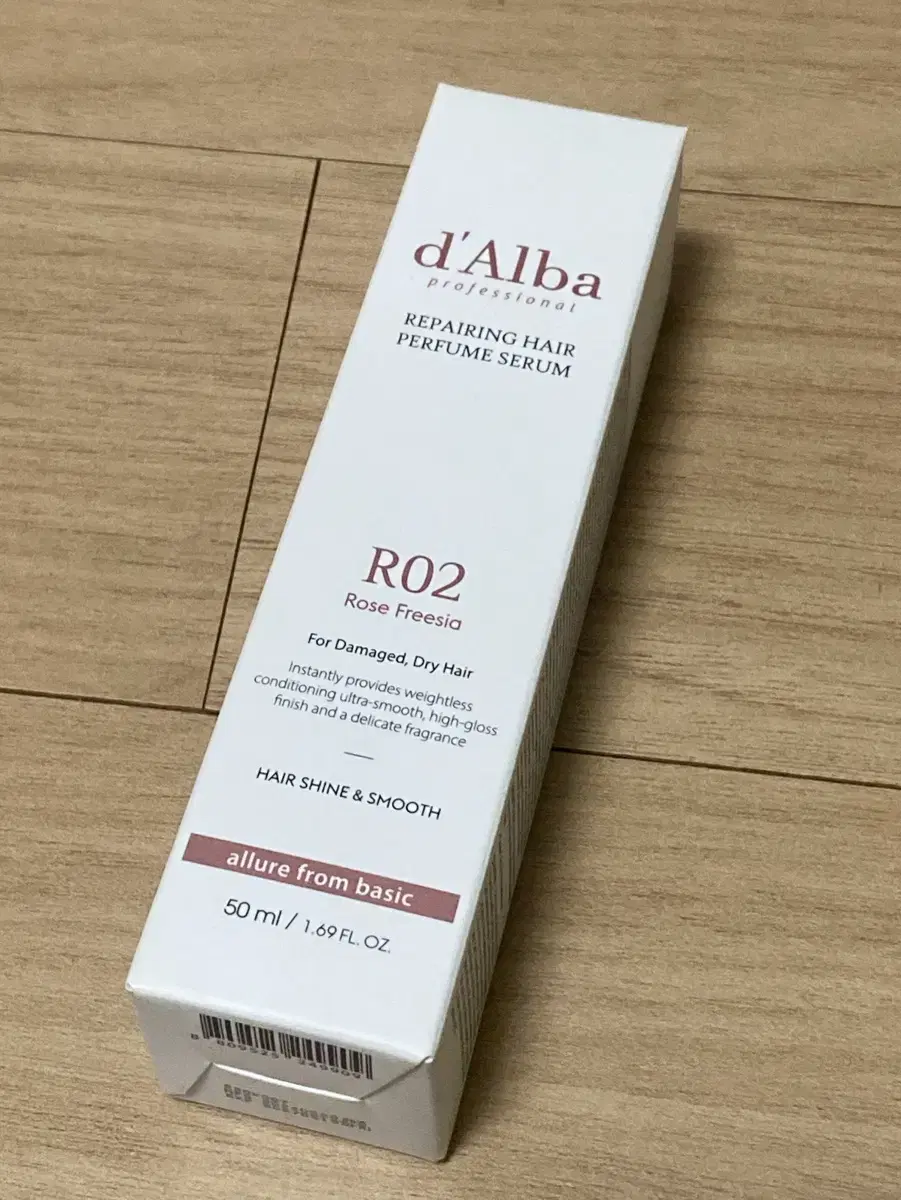 d'Alba
professional
REPAIRING HAIR
PERFUME SERUM
R02
Rose Freesia
For Damaged, Dry Hair
Instantly provides weightless
conditioning ultra-smooth, high-gloss
finish and a delicate fragrance
HAIR SHINE & SMOOTH
allure from basic
50 ml / 1.69 FL. OZ.